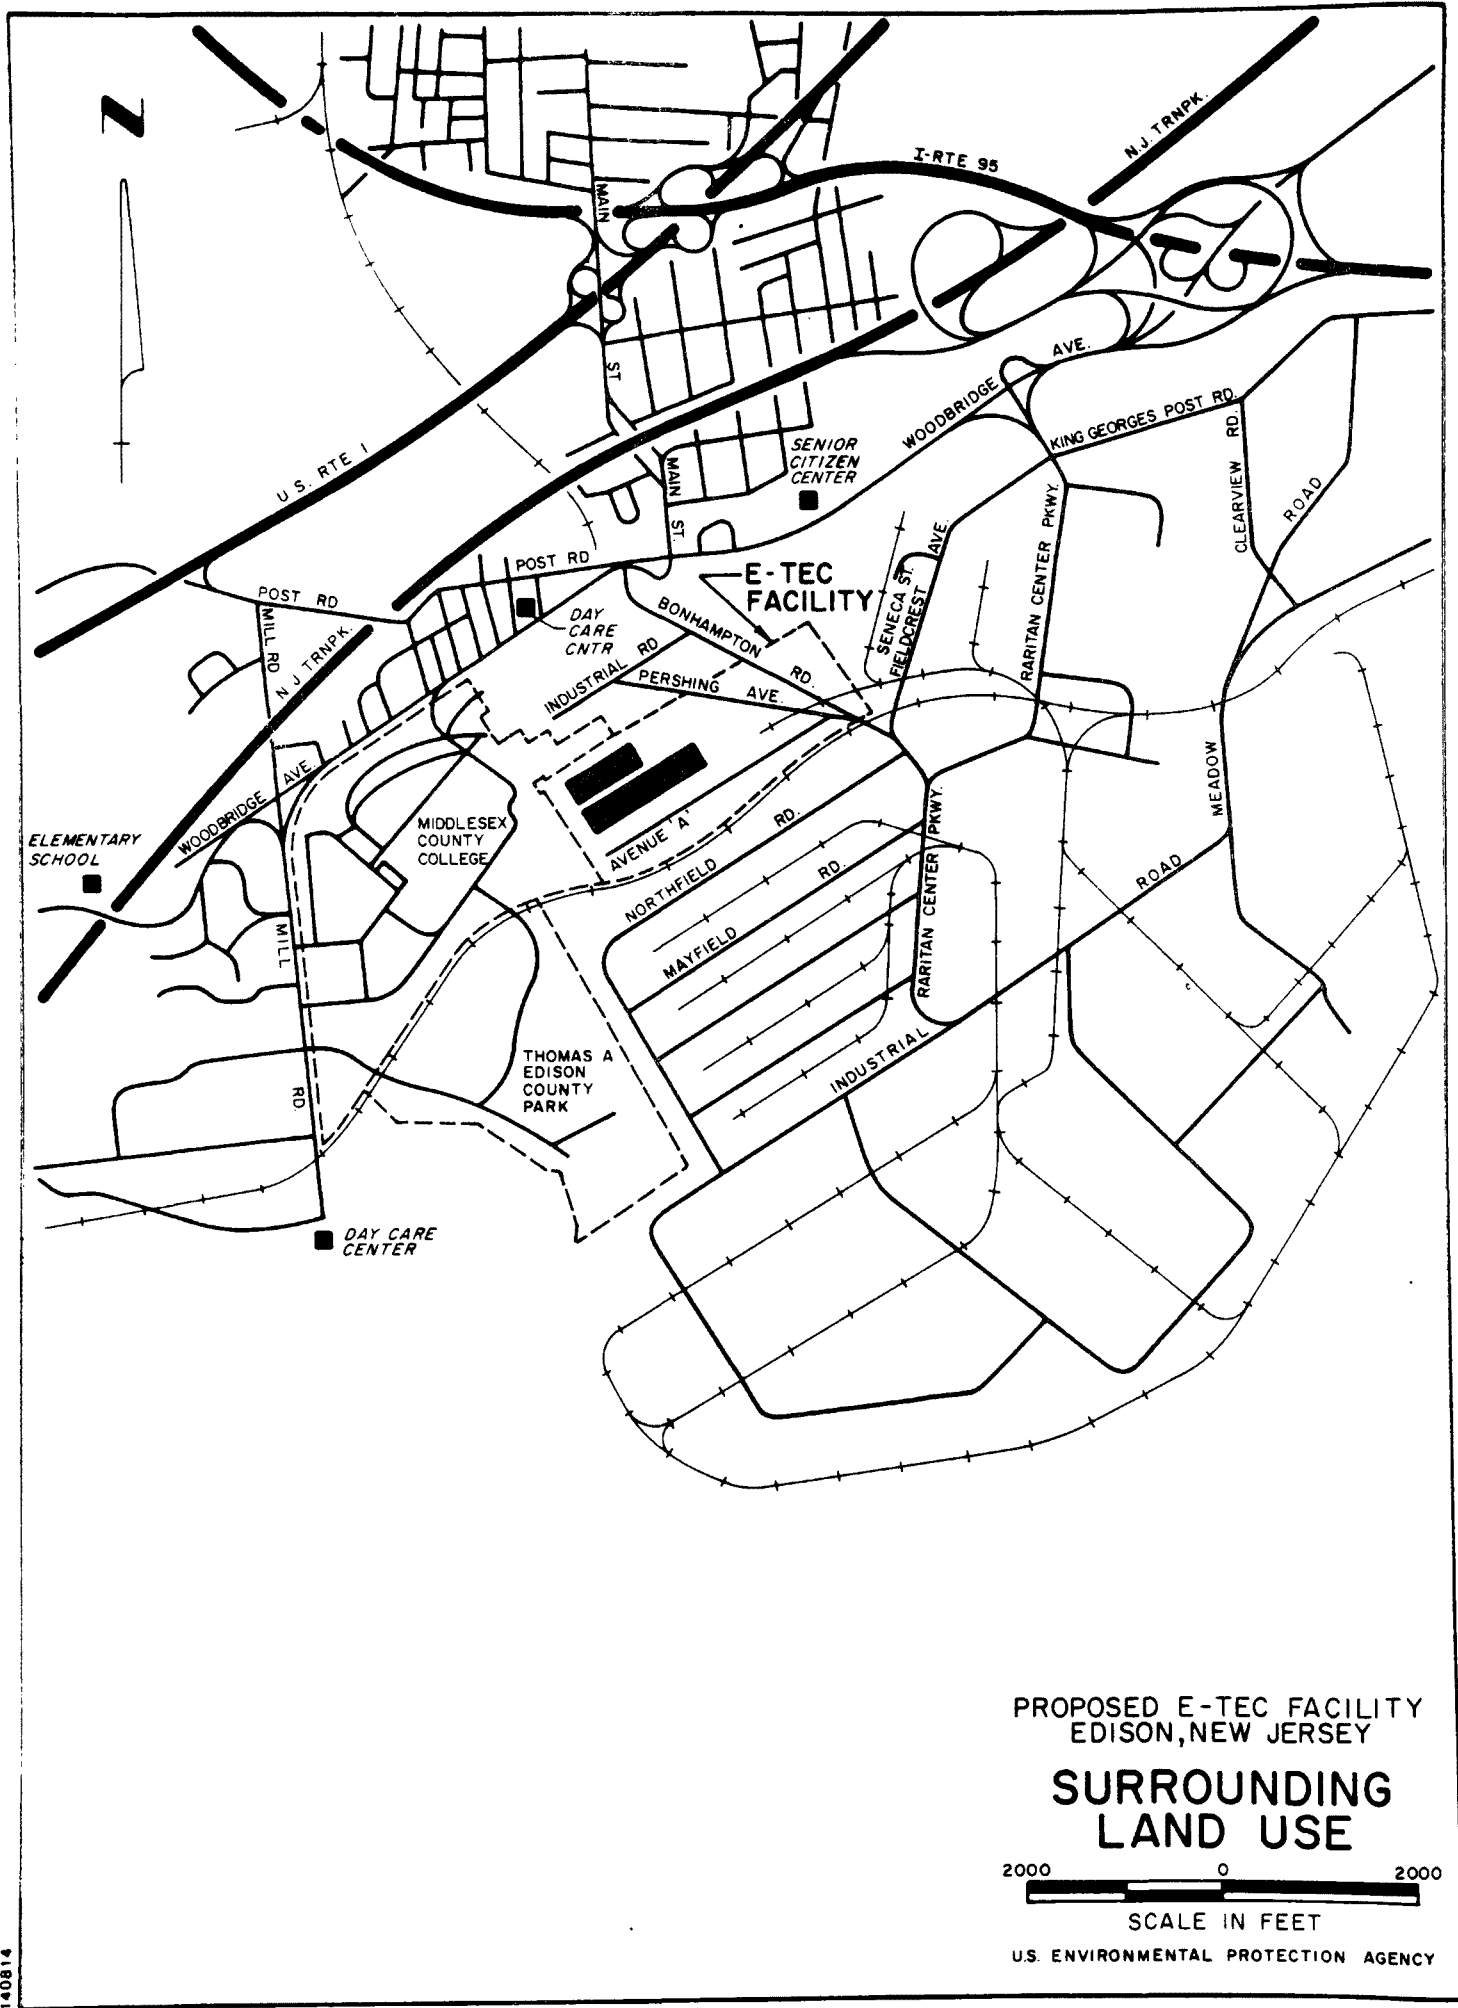 N
I-RTE 95
N.J. TRNPK.
MAIN
ST
U.S. RTE 1
WOODBRIDGE
AVE.
KING GEORGES POST RD.
CLEARVIEW RD.
ROAD
SENIOR
CITIZEN
CENTER
MAIN
ST.
POST RD
POST RD
E-TEC
FACILITY
SENECA ST.
FIELDCREST AVE.
RARITAN CENTER PKWY.
MILL RD
N.J. TRNPK.
DAY
CARE
CNTR
BONHAMPTON
RD.
INDUSTRIAL RD
PERSHING AVE.
WOODBRIDGE AVE.
ELEMENTARY
SCHOOL
MIDDLESEX
COUNTY
COLLEGE
AVENUE 'A'
NORTHFIELD RD.
MAYFIELD RD.
RARITAN CENTER PKWY.
MEADOW
ROAD
INDUSTRIAL
MILL
RD.
THOMAS A
EDISON
COUNTY
PARK
DAY CARE
CENTER
PROPOSED E-TEC FACILITY
EDISON, NEW JERSEY
SURROUNDING
LAND USE
2000 0 2000
SCALE IN FEET
U.S. ENVIRONMENTAL PROTECTION AGENCY
140814